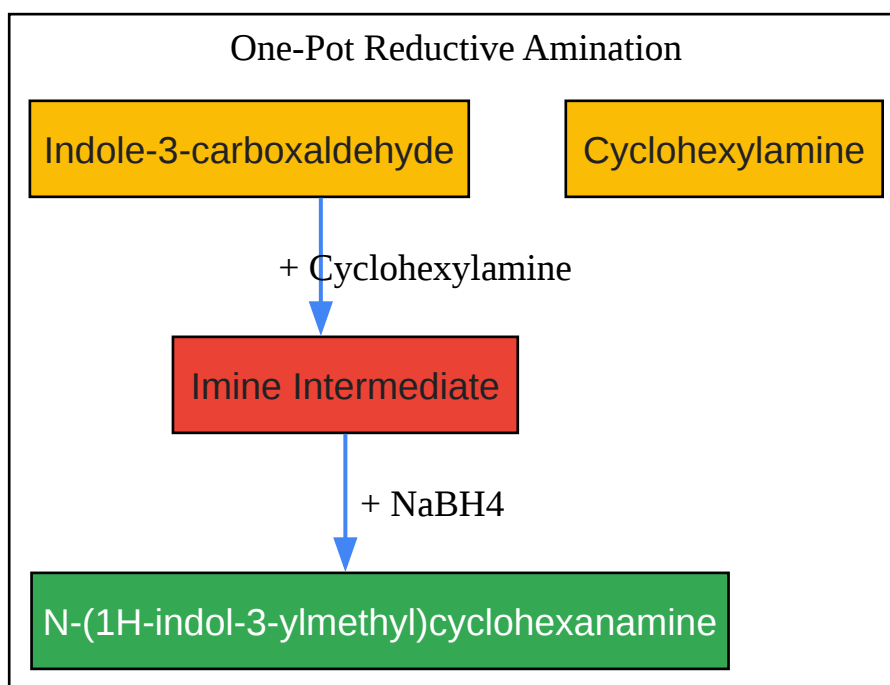 One-Pot Reductive Amination
Indole-3-carboxaldehyde
Cyclohexylamine
+ Cyclohexylamine
Imine Intermediate
+ NaBH4
N-(1H-indol-3-ylmethyl)cyclohexanamine